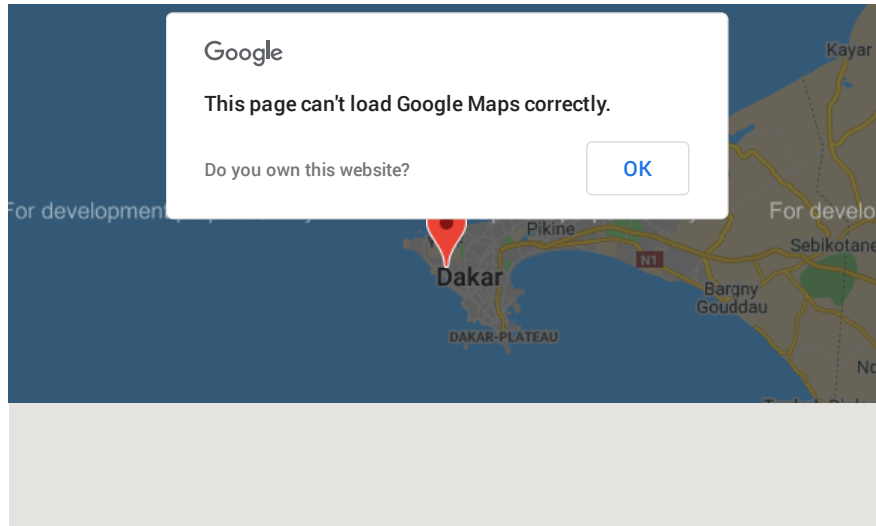 Google
This page can't load Google Maps correctly.
Do you own this website?
OK
Kayar
For development
For develo
Pikine
Sebikotane
N1
Dakar
Bargny
Gouddau
DAKAR-PLATEAU